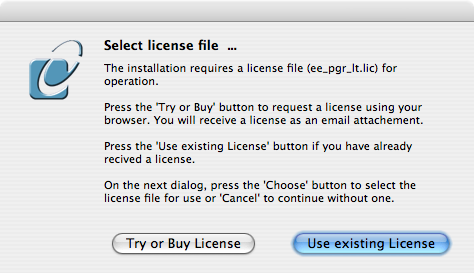 Select license file ...
The installation requires a license file (ee_pgr_lt.lic) for
operation.
Press the 'Try or Buy' button to request a license using your
browser. You will receive a license as an email attachement.
Press the 'Use existing License' button if you have already
recived a license.
On the next dialog, press the 'Choose' button to select the
license file for use or 'Cancel' to continue without one.
Try or Buy License
Use existing License